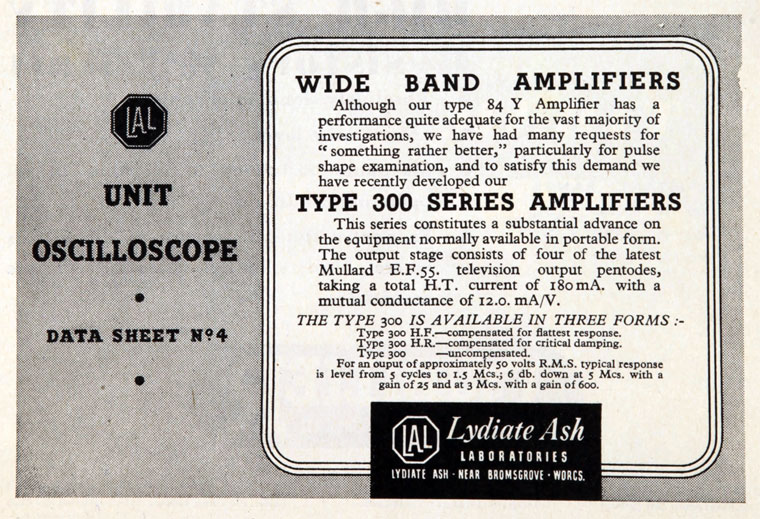 LAL
UNIT
OSCILLOSCOPE
DATA SHEET Nº4
WIDE BAND AMPLIFIERS
Although our type 84 Y Amplifier has a
performance quite adequate for the vast majority of
investigations, we have had many requests for
“something rather better,” particularly for pulse
shape examination, and to satisfy this demand we
have recently developed our
TYPE 300 SERIES AMPLIFIERS
This series constitutes a substantial advance on
the equipment normally available in portable form.
The output stage consists of four of the latest
Mullard E.F.55. television output pentodes,
taking a total H.T. current of 180mA. with a
mutual conductance of 12.0. mA/V.
THE TYPE 300 IS AVAILABLE IN THREE FORMS :-
Type 300 H.F.—compensated for flattest response.
Type 300 H.R.—compensated for critical damping.
Type 300 —uncompensated.
For an ouput of approximately 50 volts R.M.S. typical response
is level from 5 cycles to 1.5 Mcs.; 6 db. down at 5 Mcs. with a
gain of 25 and at 3 Mcs. with a gain of 600.
LAL Lydiate Ash
LABORATORIES
LYDIATE ASH · NEAR BROMSGROVE · WORCS.